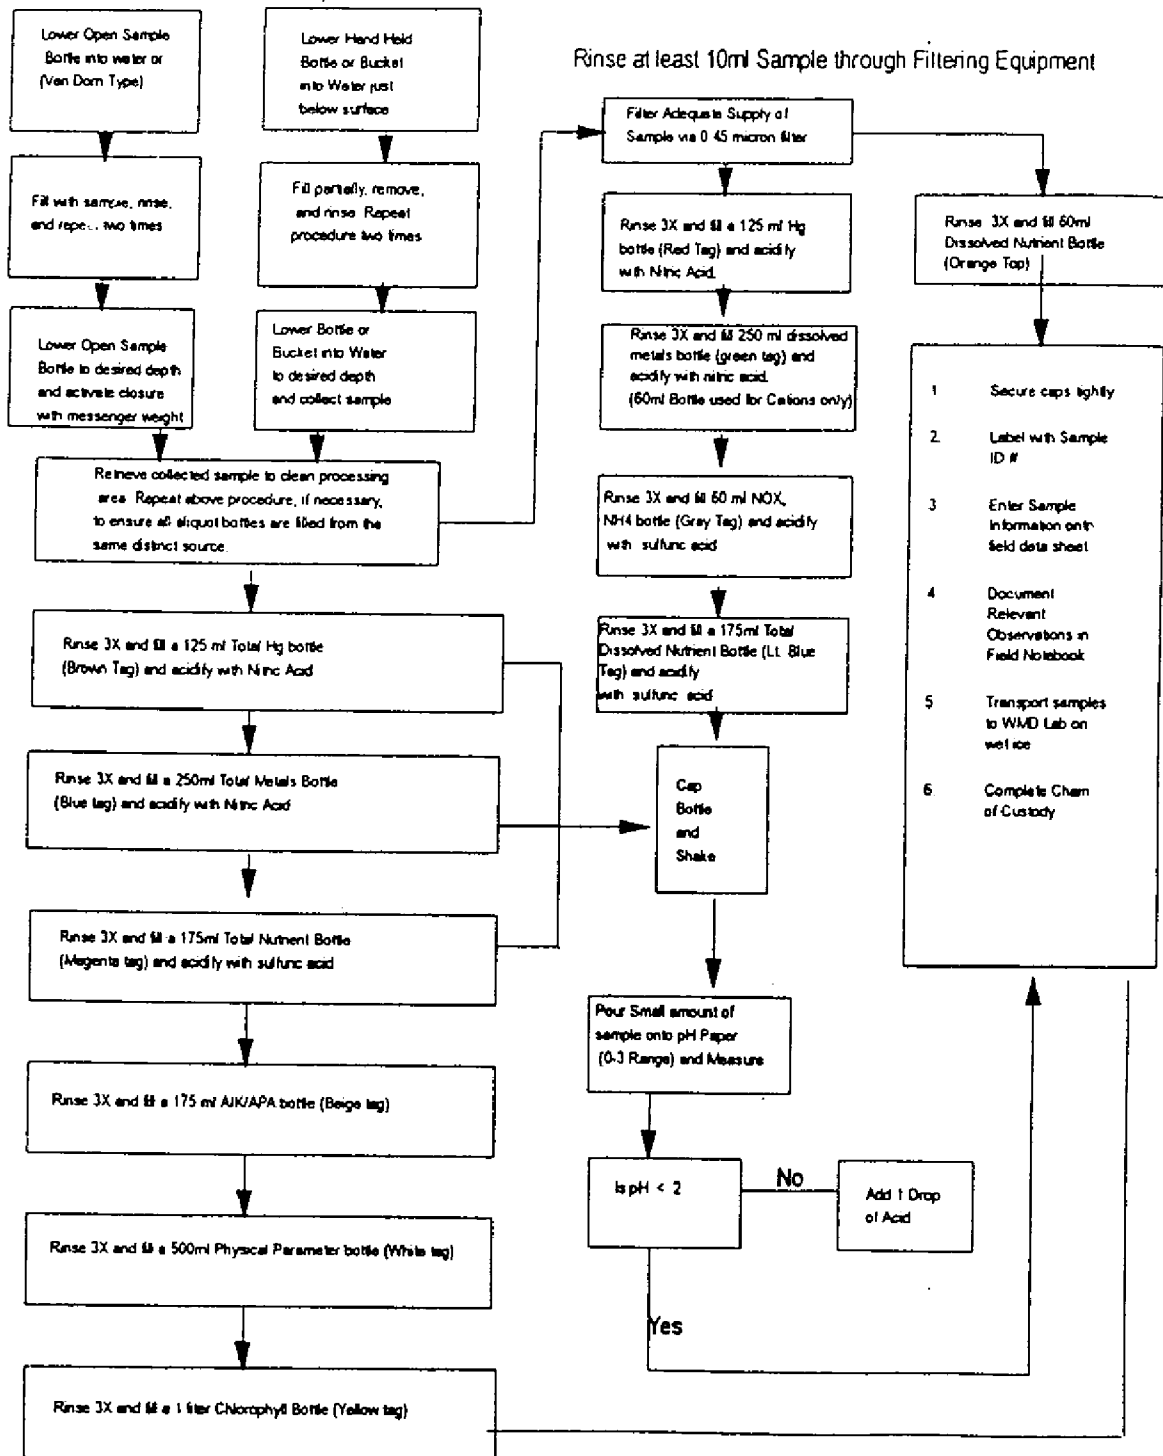 Lower Open Sample
Bottle into water or
(Van Dorn Type)
Lower Hand Held
Bottle or Bucket
into Water just
below surface
Rinse at least 10ml Sample through Filtering Equipment
Filter Adequate Supply of
Sample via 0.45 micron filter
Fill with sample, rinse,
and repe... two times
Fill partially, remove,
and rinse. Repeat
procedure two times
Rinse 3X and fill a 125 ml Hg
bottle (Red Tag) and acidify
with Nitric Acid.
Rinse 3X and fill 60ml
Dissolved Nutrient Bottle
(Orange Top)
Lower Open Sample
Bottle to desired depth
and activate closure
with messenger weight
Lower Bottle or
Bucket into Water
to desired depth
and collect sample
Rinse 3X and fill 250 ml dissolved
metals bottle (green tag) and
acidify with nitric acid.
(60ml Bottle used for Cations only)
Retrieve collected sample to clean processing
area. Repeat above procedure, if necessary,
to ensure all aliquot bottles are filled from the
same distinct source.
Rinse 3X and fill 60 ml NOX,
NH4 bottle (Gray Tag) and acidify
with sulfuric acid
Rinse 3X and fill a 175ml Total
Dissolved Nutrient Bottle (Lt. Blue
Tag) and acidify
with sulfuric acid
1 Secure caps tightly
2. Label with Sample
ID #
3 Enter Sample
Information onto
field data sheet
4 Document
Relevant
Observations in
Field Notebook
5 Transport samples
to WMD Lab on
wet ice
6 Complete Chain
of Custody
Rinse 3X and fill a 125 ml Total Hg bottle
(Brown Tag) and acidify with Nitric Acid
Rinse 3X and fill a 250ml Total Metals Bottle
(Blue tag) and acidify with Nitric Acid
Cap
Bottle
and
Shake
Rinse 3X and fill a 175ml Total Nutrient Bottle
(Magenta tag) and acidify with sulfuric acid
Pour Small amount of
sample onto pH Paper
(0-3 Range) and Measure
Rinse 3X and fill a 175 ml Alk/APA bottle (Beige tag)
Is pH < 2
No
Add 1 Drop
of Acid
Rinse 3X and fill a 500ml Physical Parameter bottle (White tag)
Yes
Rinse 3X and fill a 1 liter Chlorophyll Bottle (Yellow tag)